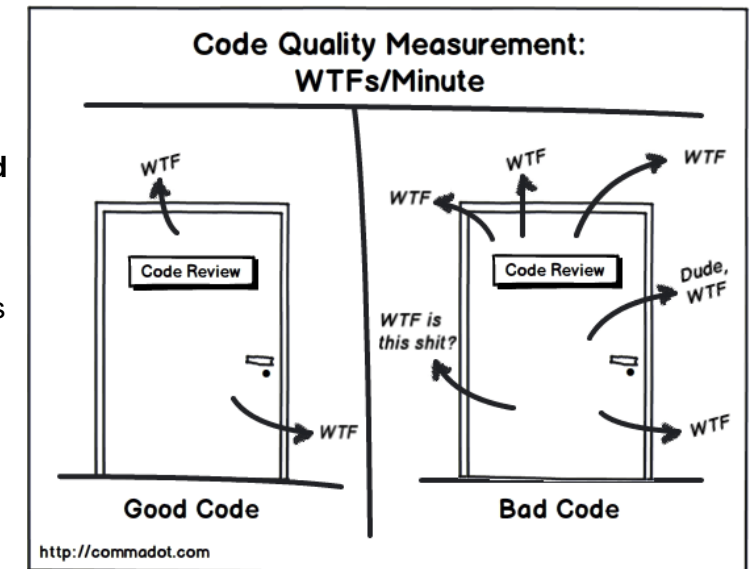 Code Quality Measurement:
WTFs/Minute
d
s
WTF
Code Review
WTF
Good Code
WTF
WTF
WTF
Code Review
Dude,
WTF
WTF is
this shit?
WTF
Bad Code
http://commadot.com